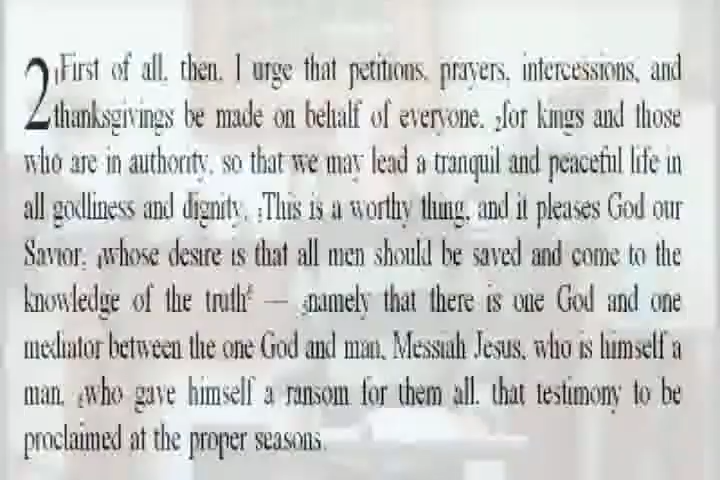 2 1First of all, then, I urge that petitions, prayers, intercessions, and
thanksgivings be made on behalf of everyone, 2for kings and those
who are in authority, so that we may lead a tranquil and peaceful life in
all godliness and dignity. 3This is a worthy thing, and it pleases God our
Savior; 4whose desire is that all men should be saved and come to the
knowledge of the truth — 5namely that there is one God and one
mediator between the one God and man, Messiah Jesus, who is himself a
man, 6who gave himself a ransom for them all, that testimony to be
proclaimed at the proper seasons.